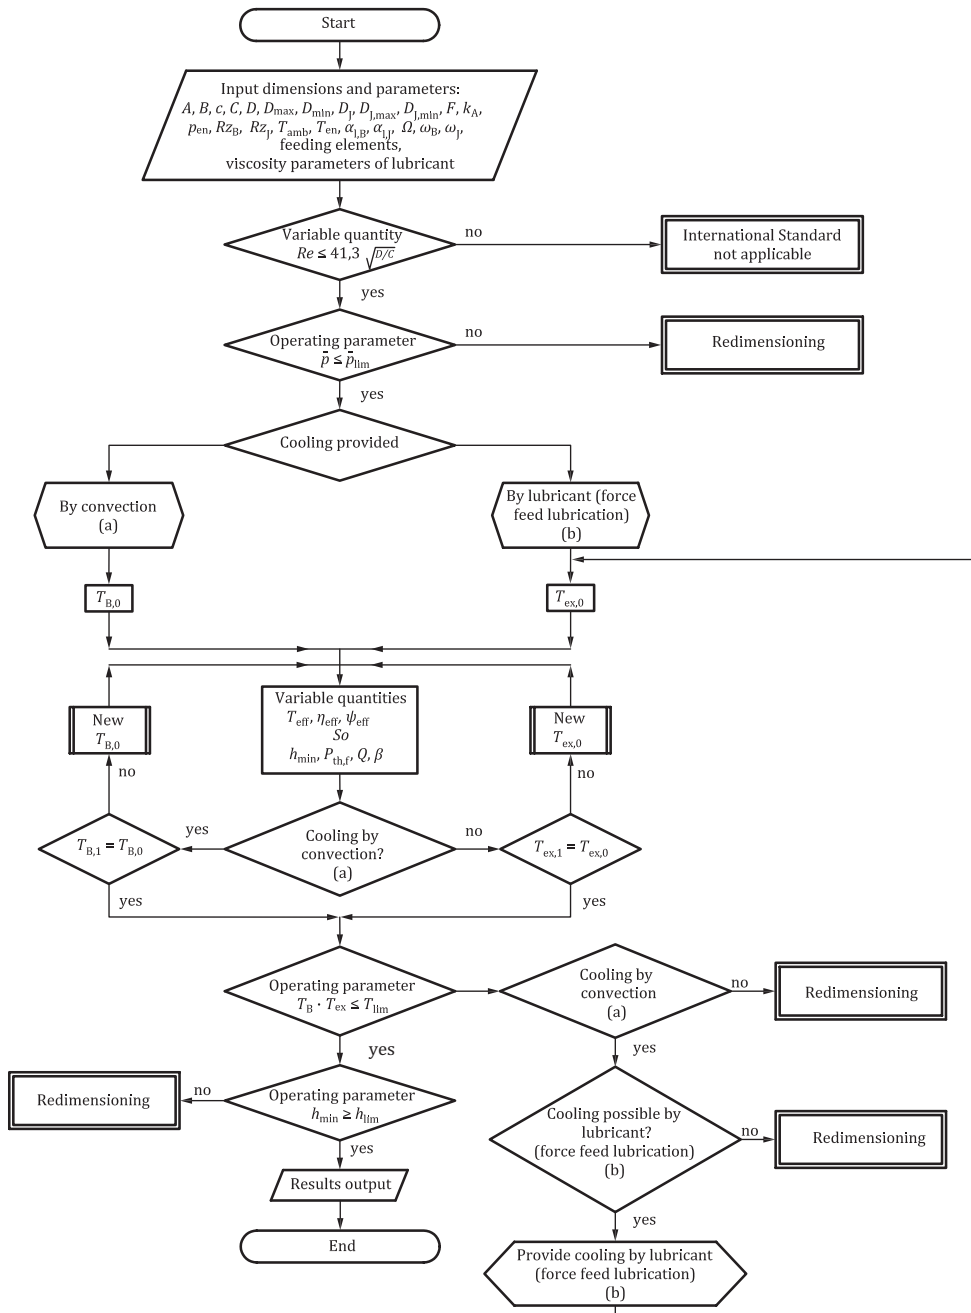 Start
Input dimensions and parameters:
A, B, c, C, D, Dmax, Dmin, DJ, DJ,max, DJ,min, F, kA,
pen, RzB, RzJ, Tamb, Ten, αl,B, αl,J, Ω, ωB, ωJ,
feeding elements,
viscosity parameters of lubricant
Variable quantity
Re ≤ 41,3 √D/C
no
International Standard
not applicable
yes
Operating parameter
p̄ ≤ p̄lim
no
Redimensioning
yes
Cooling provided
By convection
(a)
By lubricant (force
feed lubrication)
(b)
TB,0
Tex,0
Variable quantities
Teff, ηeff, ψeff
So
hmin, Pth,f, Q, β
New
TB,0
New
Tex,0
no
no
TB,1 = TB,0
yes
Cooling by
convection?
(a)
no
Tex,1 = Tex,0
yes
yes
Operating parameter
TB · Tex ≤ Tlim
Cooling by
convection
(a)
no
Redimensioning
yes
yes
Redimensioning
no
Operating parameter
hmin ≥ hlim
Cooling possible by
lubricant?
(force feed lubrication)
(b)
no
Redimensioning
yes
Results output
yes
End
Provide cooling by lubricant
(force feed lubrication)
(b)